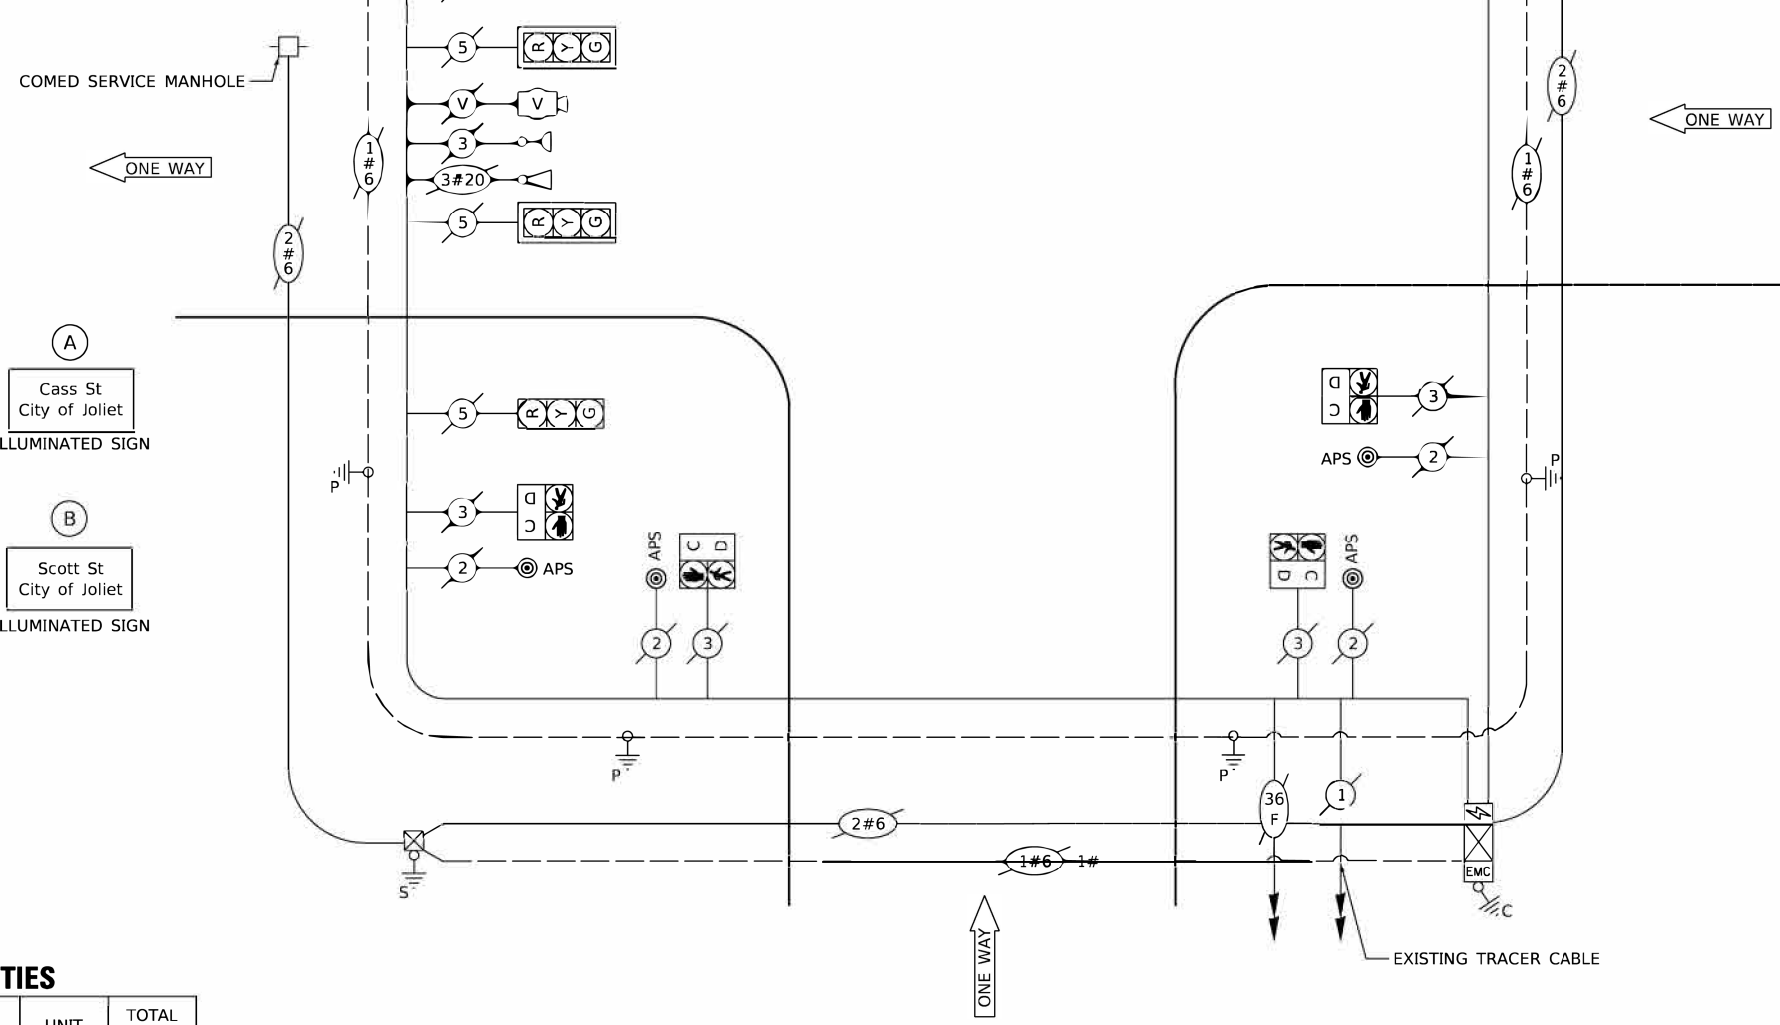 5
R Y G
COMED SERVICE MANHOLE
V
V
3
3#20
5
R Y G
ONE WAY
1
#
6
2
#
6
2
#
6
1
#
6
ONE WAY
A
Cass St
City of Joliet
LLUMINATED SIGN
B
Scott St
City of Joliet
LLUMINATED SIGN
5
R Y G
P
3
D
C
2
APS
APS
C D
2
3
D
C
3
APS
2
P
D C
APS
3
2
P
P
36
F
1
2#6
1#6
1#
S
EMC
C
ONE WAY
EXISTING TRACER CABLE
TIES
UNIT
TOTAL